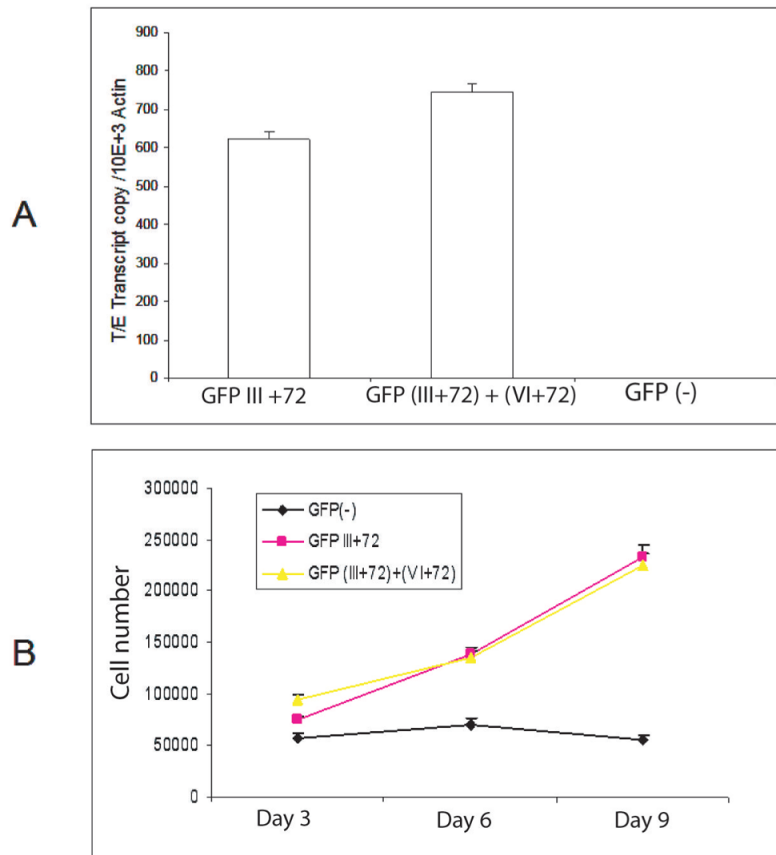 A
T/E Transcript copy /10E+3 Actin
900
800
700
600
500
400
300
200
100
0
GFP III +72
GFP (III+72) + (VI+72)
GFP (-)
B
Cell number
300000
250000
200000
150000
100000
50000
0
GFP(-)
GFP III+72
GFP (III+72)+(VI+72)
Day 3
Day 6
Day 9